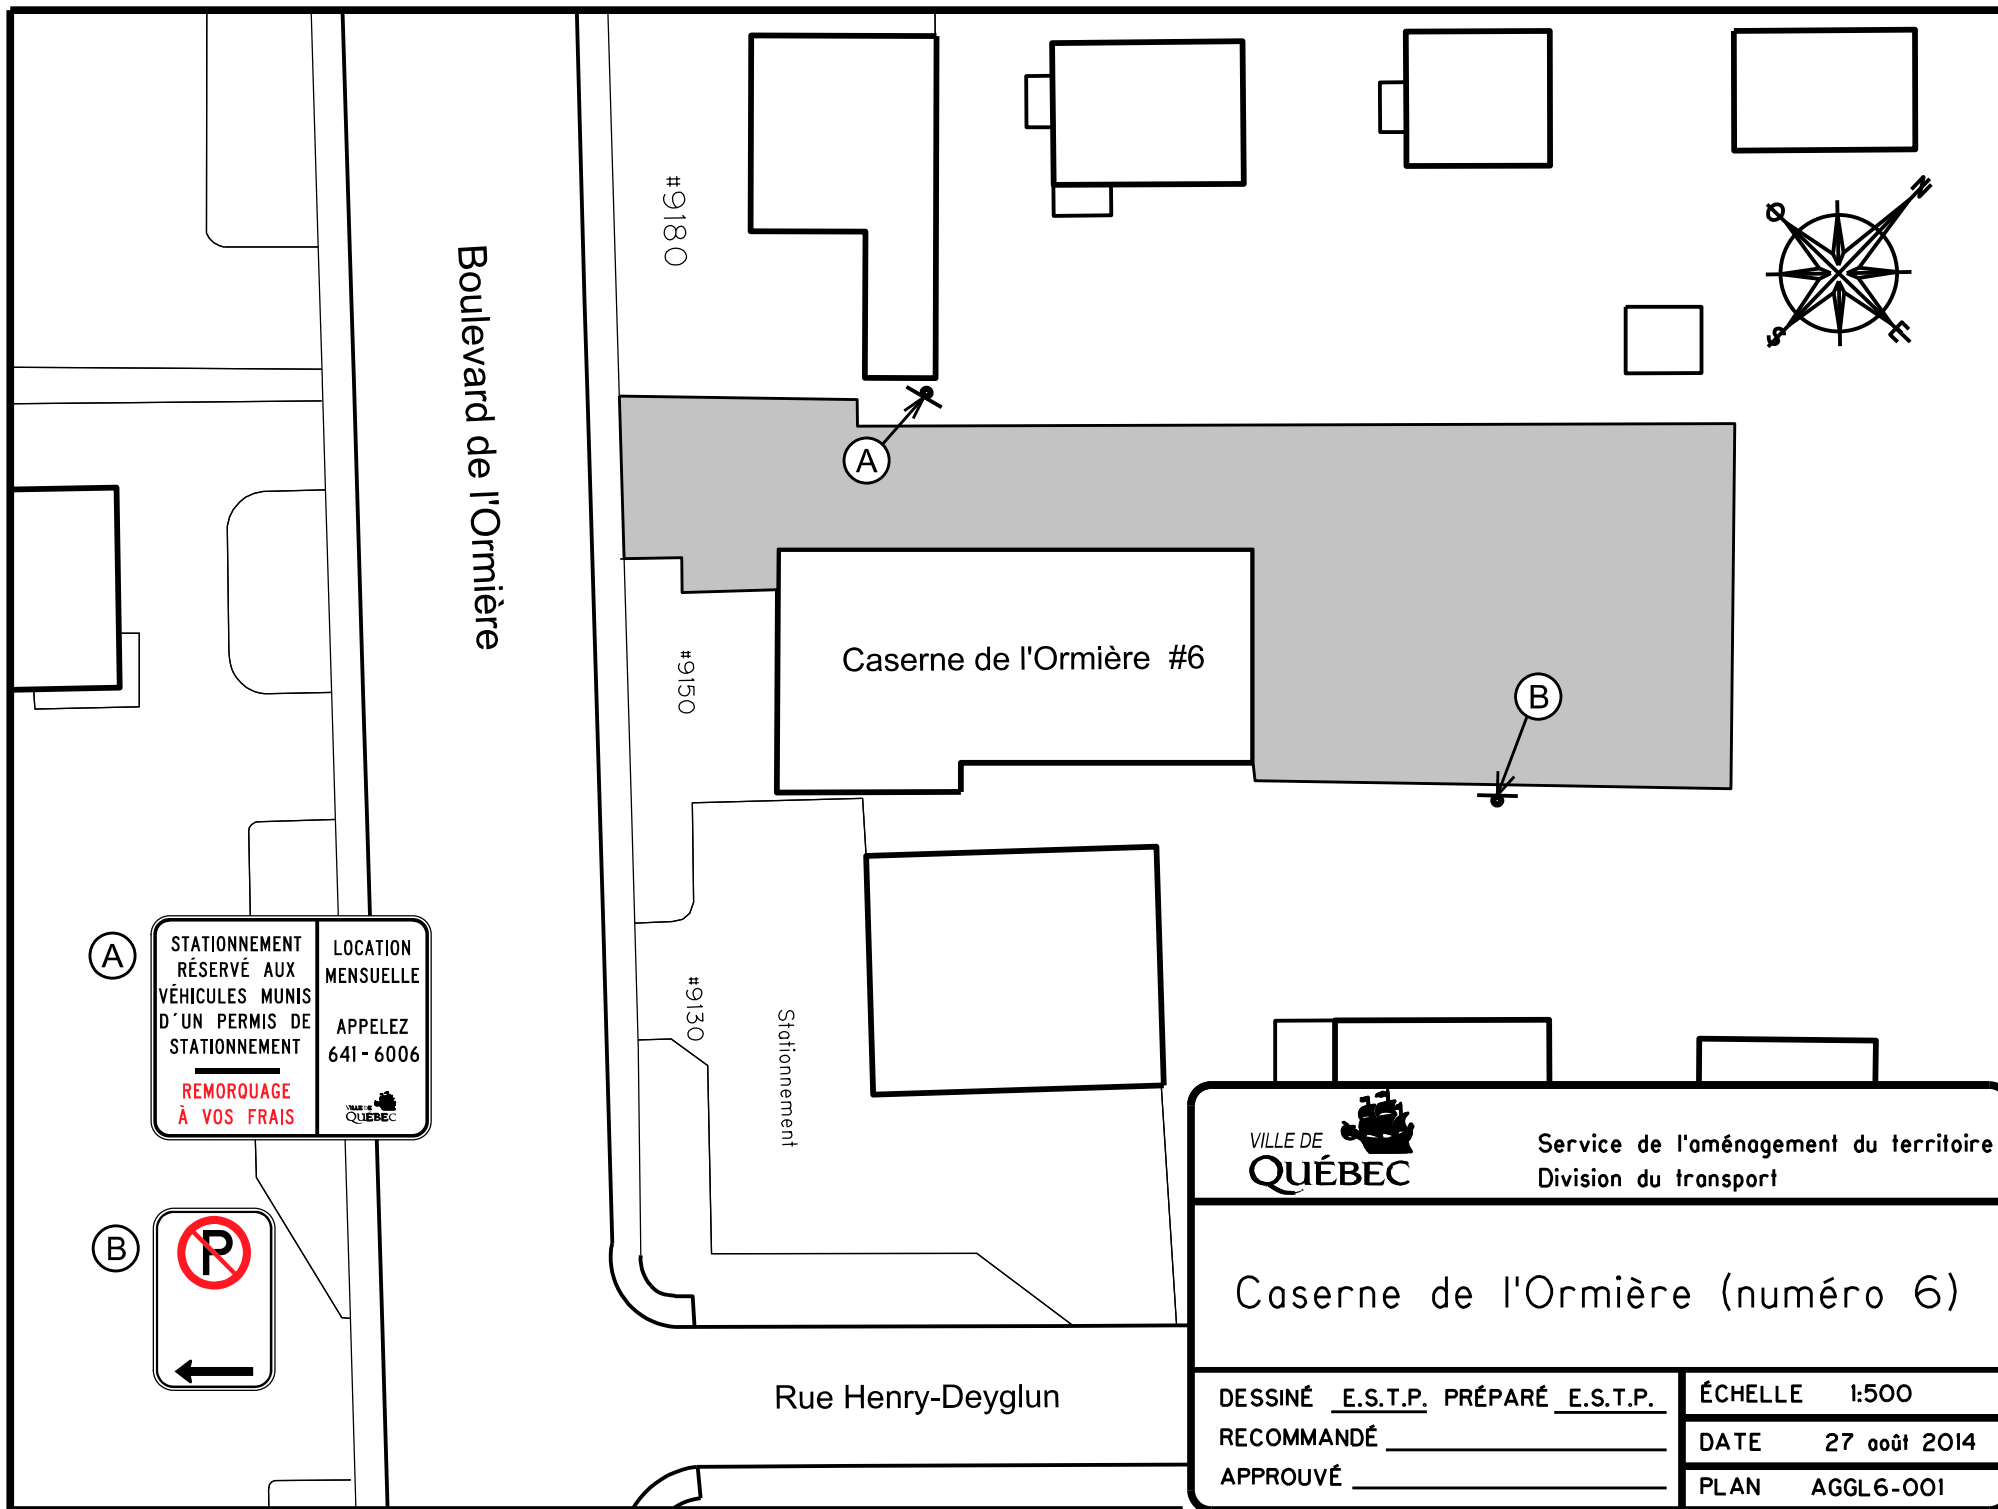 #9180
Boulevard de l'Ormière
O
N
S
E
A
Caserne de l'Ormière #6
#9150
B
#9130
Stationnement
A
STATIONNEMENT
RÉSERVÉ AUX
VÉHICULES MUNIS
D'UN PERMIS DE
STATIONNEMENT
REMORQUAGE
À VOS FRAIS
LOCATION
MENSUELLE
APPELEZ
641-6006
VILLE DE
QUÉBEC
B
P
Rue Henry-Deyglun
VILLE DE
QUÉBEC
Service de l'aménagement du territoire
Division du transport
Caserne de l'Ormière (numéro 6)
DESSINÉ E.S.T.P. PRÉPARÉ E.S.T.P.
RECOMMANDÉ
APPROUVÉ
ÉCHELLE 1:500
DATE 27 août 2014
PLAN AGGL6-001